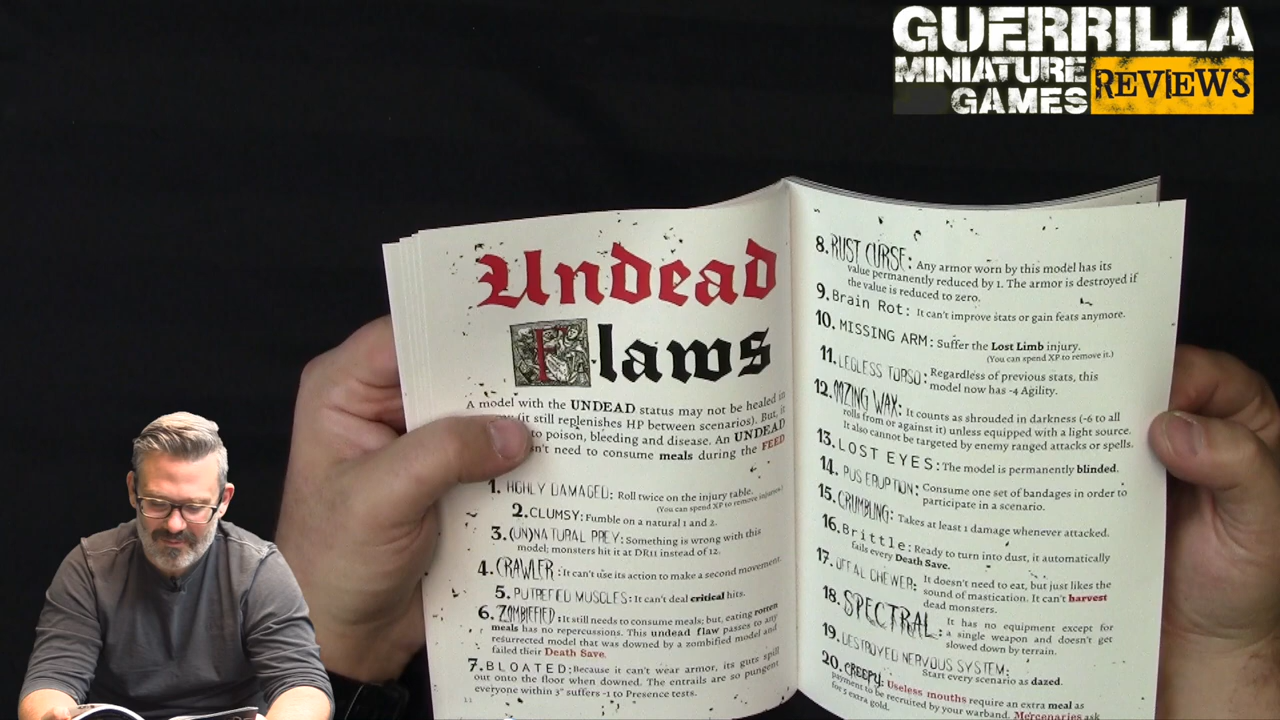 GUERRILLA
MINIATURE
GAMES
REVIEWS
Undead
Flaws
A model with the UNDEAD status may not be healed in
(it still replenishes HP between scenarios). But, it
to poison, bleeding and disease. An UNDEAD
need to consume meals during the FEED
1. HIGHLY DAMAGED: Roll twice on the injury table.
(You can spend XP to remove injuries.)
2. CLUMSY: Fumble on a natural 1 and 2.
3. (UN)NATURAL PREY: Something is wrong with this
model; monsters hit it at DR11 instead of 12.
4. CRAWLER: It can't use its action to make a second movement.
5. PUTREFIED MUSCLES: It can't deal critical hits.
6. ZOMBIEFIED: It still needs to consume meals; but, eating rotten
meals has no repercussions. This undead flaw passes to any
resurrected model that was downed by a zombified model and
failed their Death Save.
7. BLOATED: Because it can't wear armor, its guts spill
out onto the floor when downed. The entrails are so pungent
everyone within 3" suffers -1 to Presence tests.
8. RUST CURSE: Any armor worn by this model has its
value permanently reduced by 1. The armor is destroyed if
the value is reduced to zero.
9. Brain Rot: It can't improve stats or gain feats anymore.
10. MISSING ARM: Suffer the Lost Limb injury.
(You can spend XP to remove it.)
11. LEGLESS TORSO: Regardless of previous stats, this
model now has -4 Agility.
12. OOZING WAX: It counts as shrouded in darkness (-6 to all
rolls from or against it) unless equipped with a light source.
It also cannot be targeted by enemy ranged attacks or spells.
13. LOST EYES: The model is permanently blinded.
14. PUS ERUPTION: Consume one set of bandages in order to
participate in a scenario.
15. CRUMBLING: Takes at least 1 damage whenever attacked.
16. Brittle: Ready to turn into dust, it automatically
fails every Death Save.
17. OFFAL CHEWER: It doesn't need to eat, but just likes the
sound of mastication. It can't harvest
dead monsters.
18. SPECTRAL: It has no equipment except for
a single weapon and doesn't get
slowed down by terrain.
19. DESTROYED NERVOUS SYSTEM:
Start every scenario as dazed.
20. CREEPY: Useless mouths require an extra meal as
payment to be recruited by your warband. Mercenaries ask
for 5 extra gold.